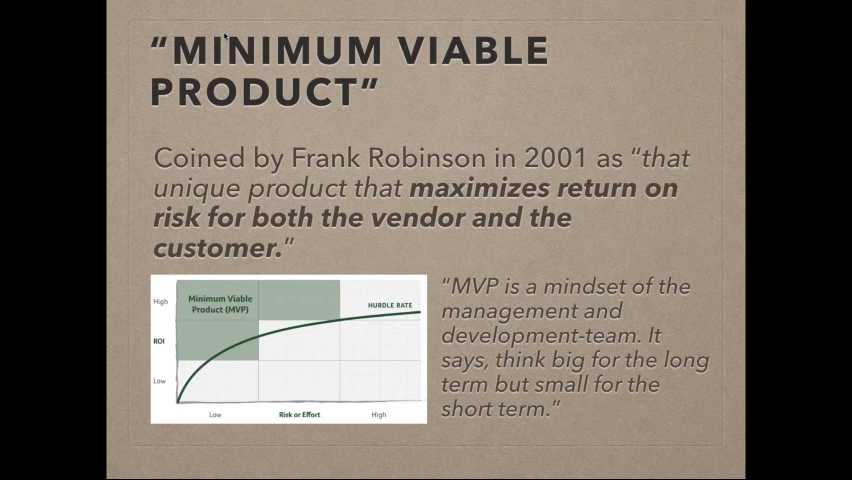 “MINIMUM VIABLE
PRODUCT”
Coined by Frank Robinson in 2001 as “that
unique product that maximizes return on
risk for both the vendor and the
customer.”
High
Minimum Viable
Product (MVP)
HURDLE RATE
ROI
Low
Low
Risk or Effort
High
“MVP is a mindset of the
management and
development-team. It
says, think big for the long
term but small for the
short term.”